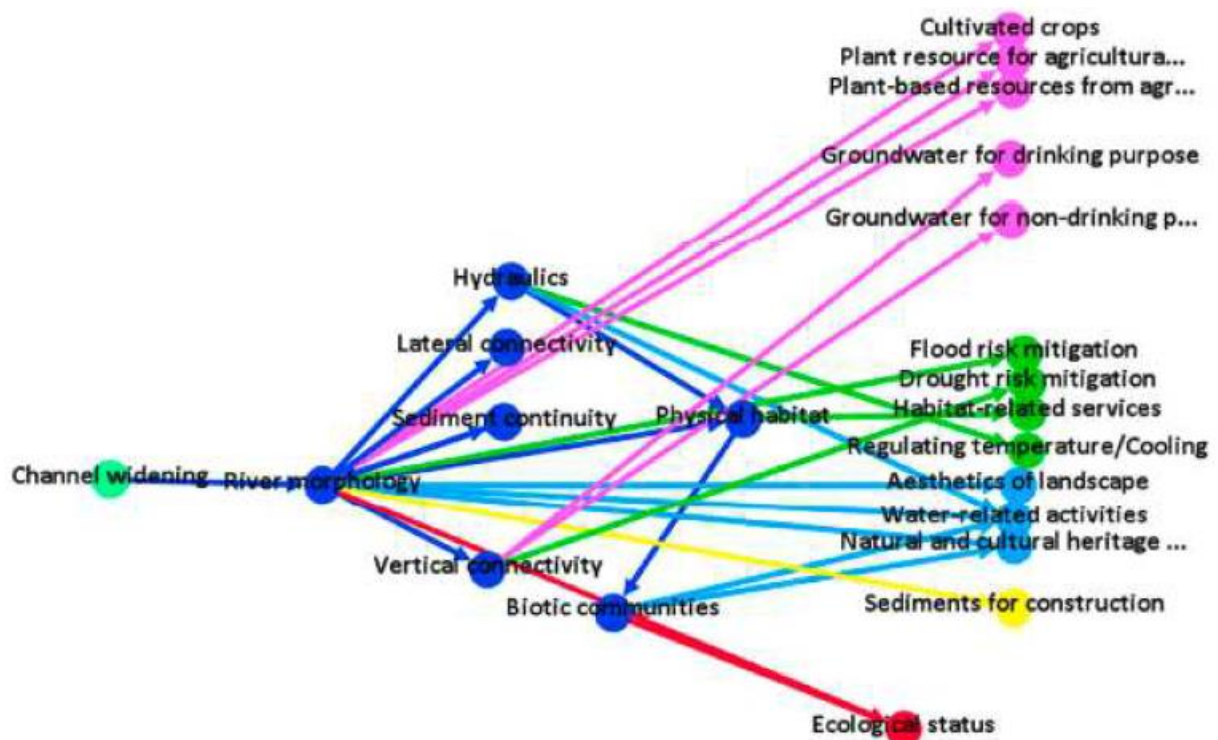 Cultivated crops
Plant resource for agricultura...
Plant-based resources from agr...
Groundwater for drinking purpose
Groundwater for non-drinking p...
Hydraulics
Lateral connectivity
Flood risk mitigation
Drought risk mitigation
Sediment continuity
Physical habitat
Habitat-related services
Regulating temperature/Cooling
Channel widening
River morphology
Aesthetics of landscape
Water-related activities
Natural and cultural heritage ...
Vertical connectivity
Biotic communities
Sediments for construction
Ecological status